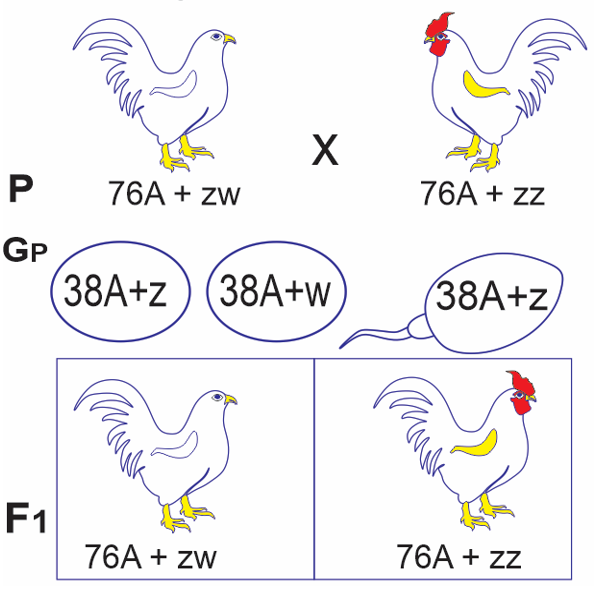 X
P
76A + zw
76A + zz
GP
38A+z
38A+w
38A+z
F1
76A + zw
76A + zz